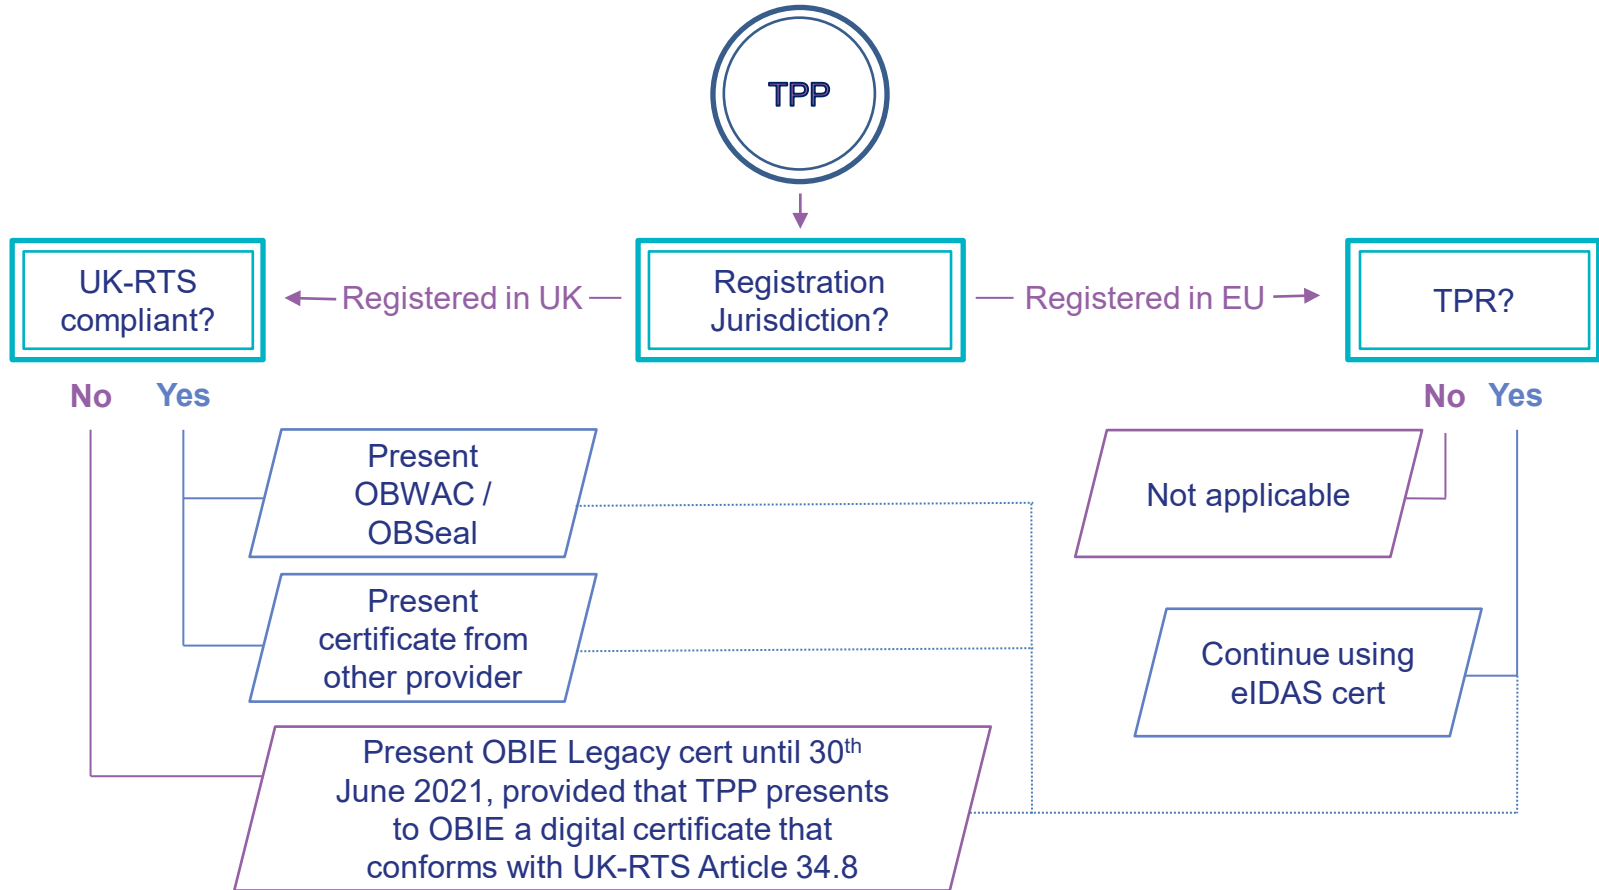 TPP
UK-RTS
compliant?
Registered in UK
Registration
Jurisdiction?
Registered in EU
TPR?
No
Yes
No
Yes
Present
OBWAC /
OBSeal
Not applicable
Present
certificate from
other provider
Continue using
eIDAS cert
Present OBIE Legacy cert until 30th
June 2021, provided that TPP presents
to OBIE a digital certificate that
conforms with UK-RTS Article 34.8